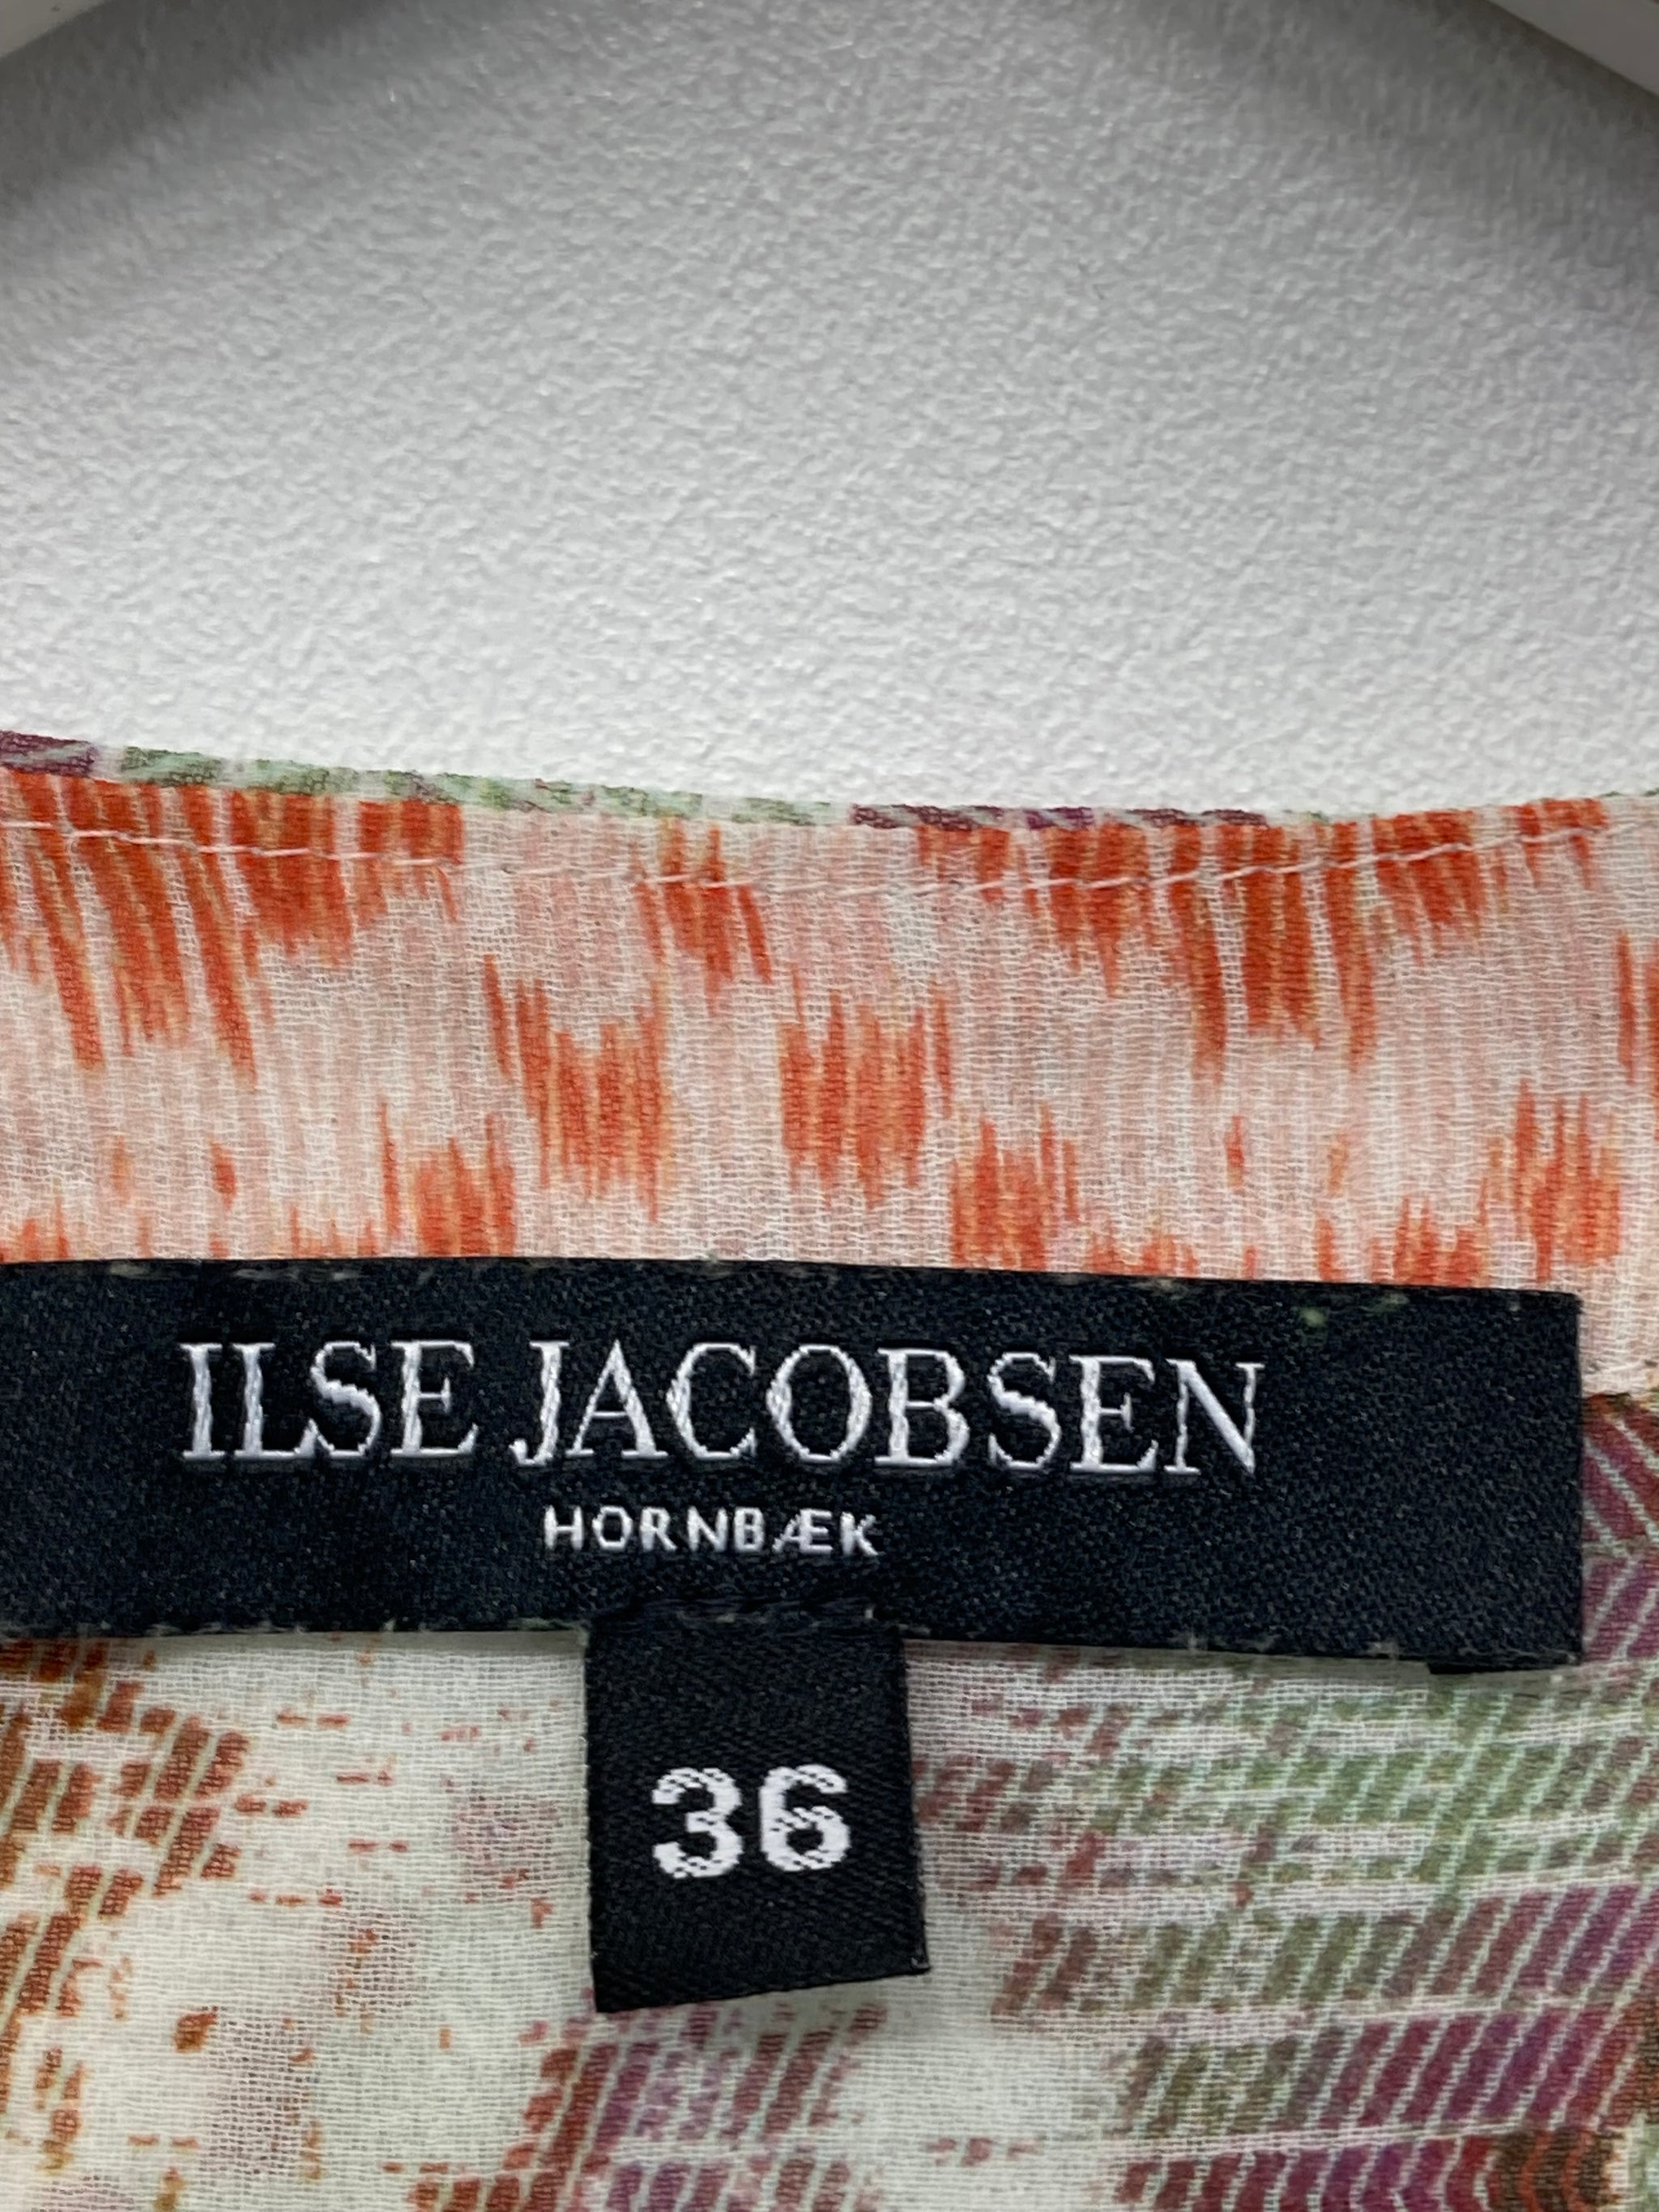 ILSE JACOBSEN
HORNBÆK
36